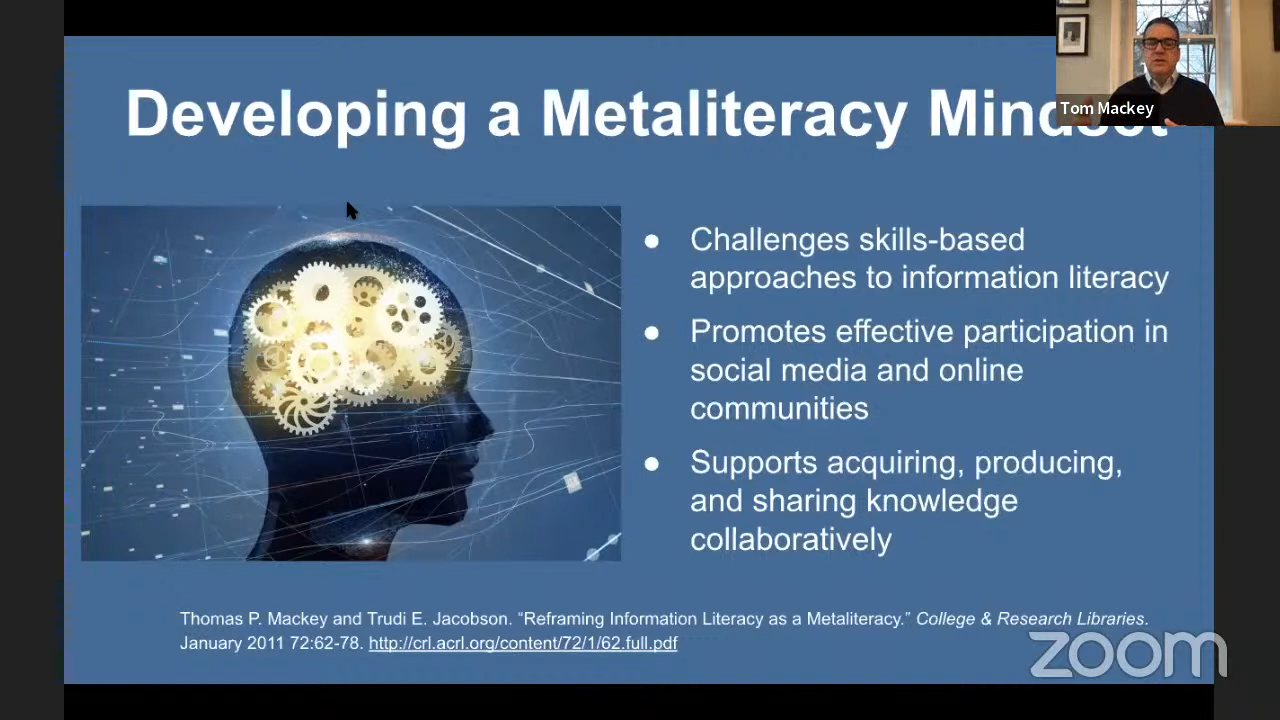 Developing a Metaliteracy Mindset
Tom Mackey
● Challenges skills-based
approaches to information literacy
● Promotes effective participation in
social media and online
communities
● Supports acquiring, producing,
and sharing knowledge
collaboratively
Thomas P. Mackey and Trudi E. Jacobson. “Reframing Information Literacy as a Metaliteracy.” College & Research Libraries.
January 2011 72:62-78. http://crl.acrl.org/content/72/1/62.full.pdf
zoom